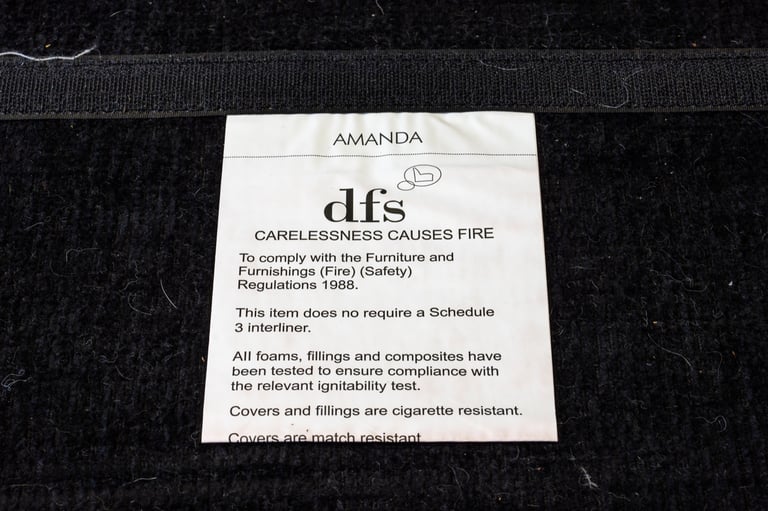 AMANDA
dfs
CARELESSNESS CAUSES FIRE
To comply with the Furniture and
Furnishings (Fire) (Safety)
Regulations 1988.
This item does no require a Schedule
3 interliner.
All foams, fillings and composites have
been tested to ensure compliance with
the relevant ignitability test.
Covers and fillings are cigarette resistant.
Covers are match resistant